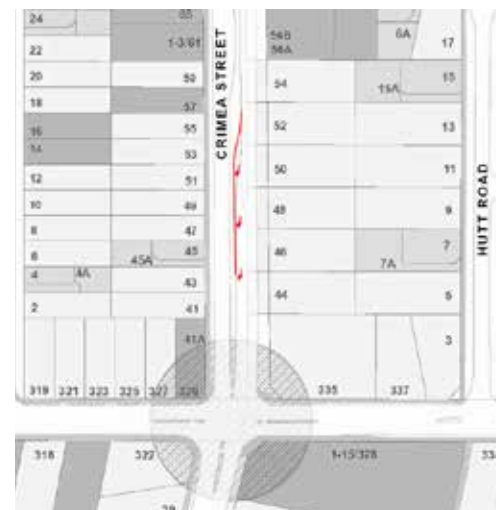 24 65 54B 6A 17
22 1-3/61 56A
20 59 54 15A 15
18 57
16 55 52 13
14 53
12 51 50 11
10 49 48 9
8 47
6 45A 45 46 7A 7
4 4A 43 44 5
2 41
41A 3
319 321 323 325 327 329 335 337
318 322 1-15/328
CRIMEA STREET
HUTT ROAD